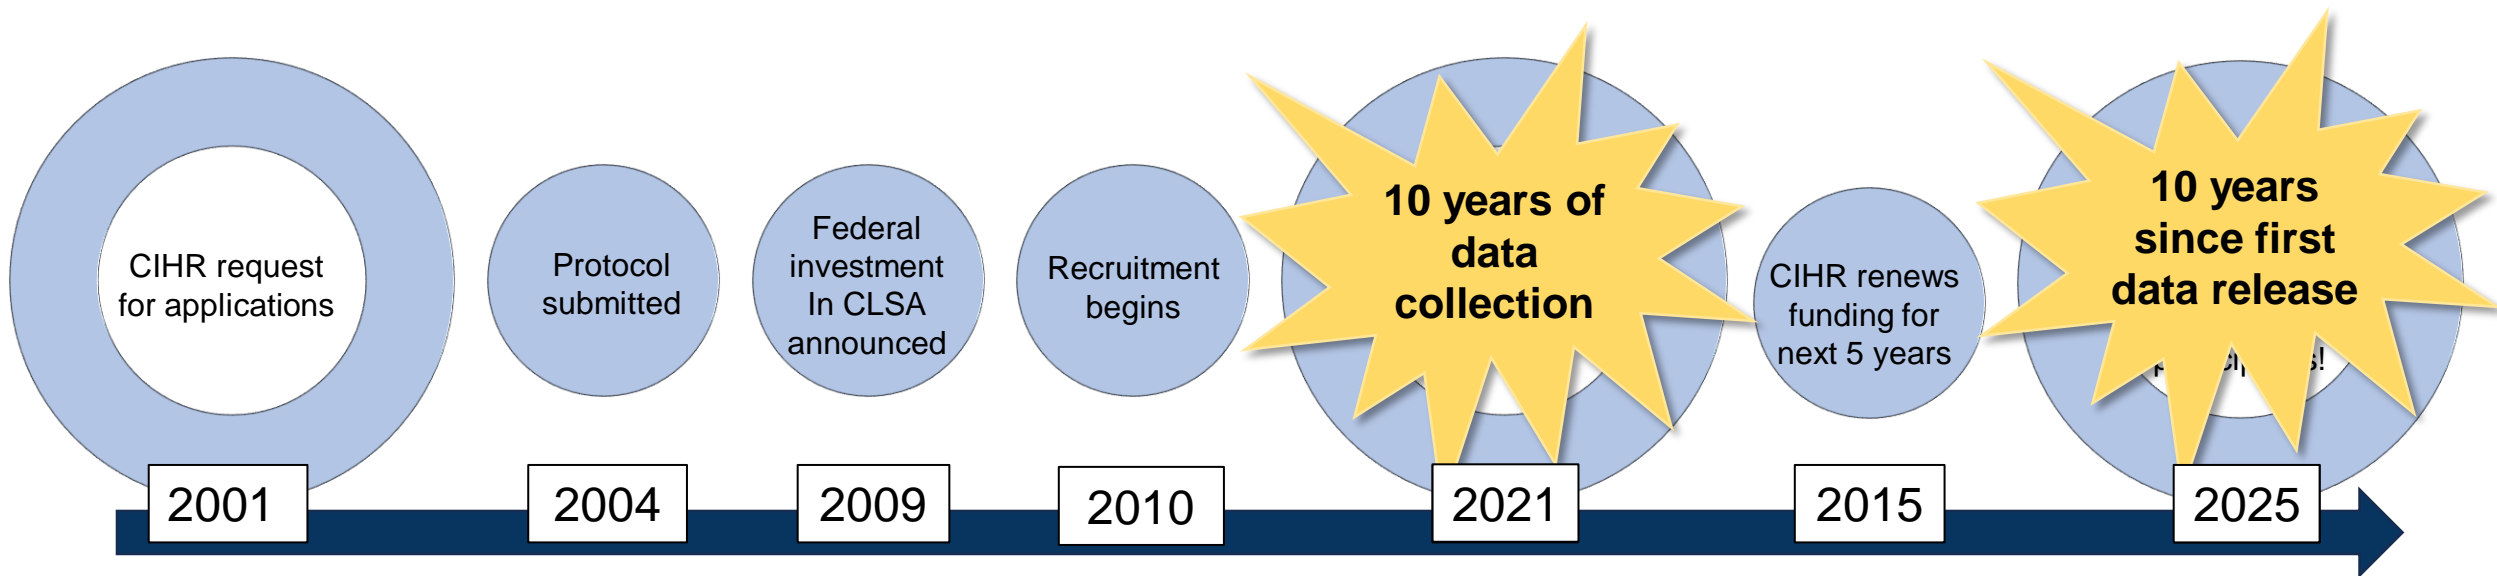 CIHR request
for applications
Protocol
submitted
Federal
investment
In CLSA
announced
Recruitment
begins
10 years of
data
collection
CIHR renews
funding for
next 5 years
10 years
since first
data release
2001
2004
2009
2010
2021
2015
2025